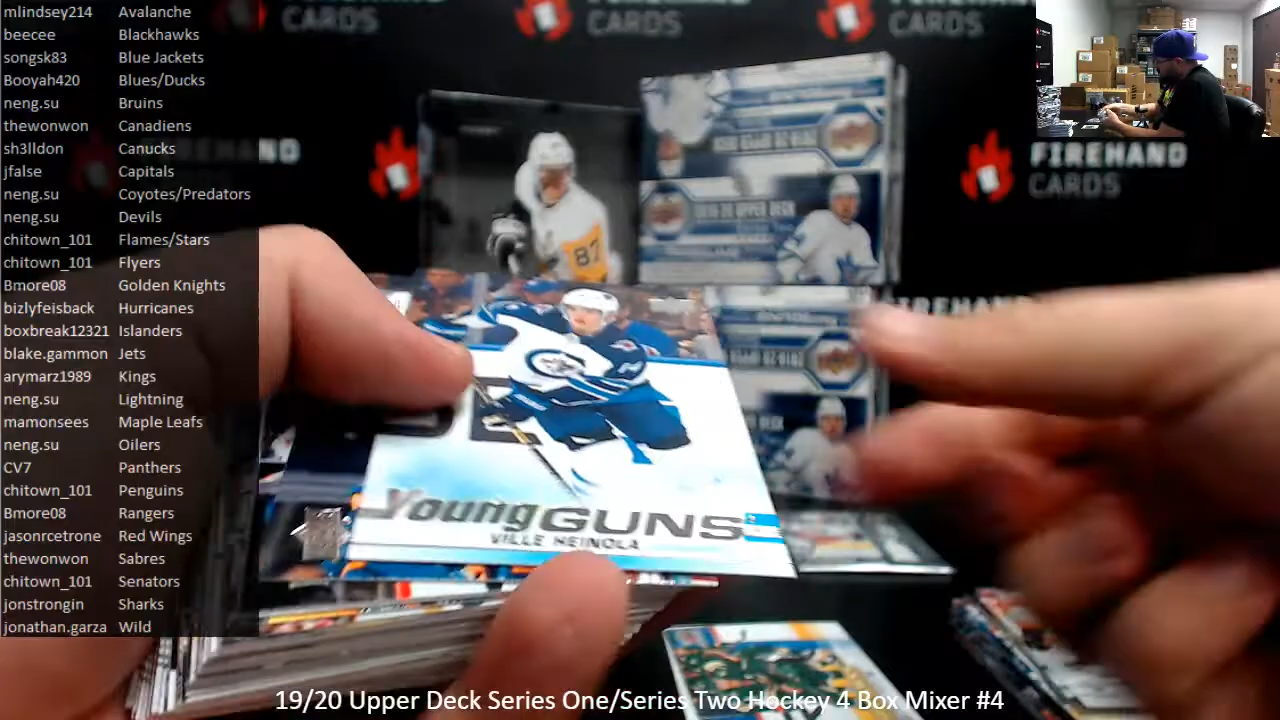 mlindsey214 Avalanche
beecee Blackhawks
songsk83 Blue Jackets
Booyah420 Blues/Ducks
neng.su Bruins
thewonwon Canadiens
sh3lldon Canucks
jfalse Capitals
neng.su Coyotes/Predators
neng.su Devils
chitown_101 Flames/Stars
chitown_101 Flyers
Bmore08 Golden Knights
bizlyfeisback Hurricanes
boxbreak12321 Islanders
blake.gammon Jets
arymarz1989 Kings
neng.su Lightning
mamonsees Maple Leafs
neng.su Oilers
CV7 Panthers
chitown_101 Penguins
Bmore08 Rangers
jasonrcetrone Red Wings
thewonwon Sabres
chitown_101 Senators
jonstrongin Sharks
jonathan.garza Wild
CARDS
CARDS
CARDS
FIREHAND
CARDS
87
Young GUNS
VILLE HEINOLA
19/20 Upper Deck Series One/Series Two Hockey 4 Box Mixer #4